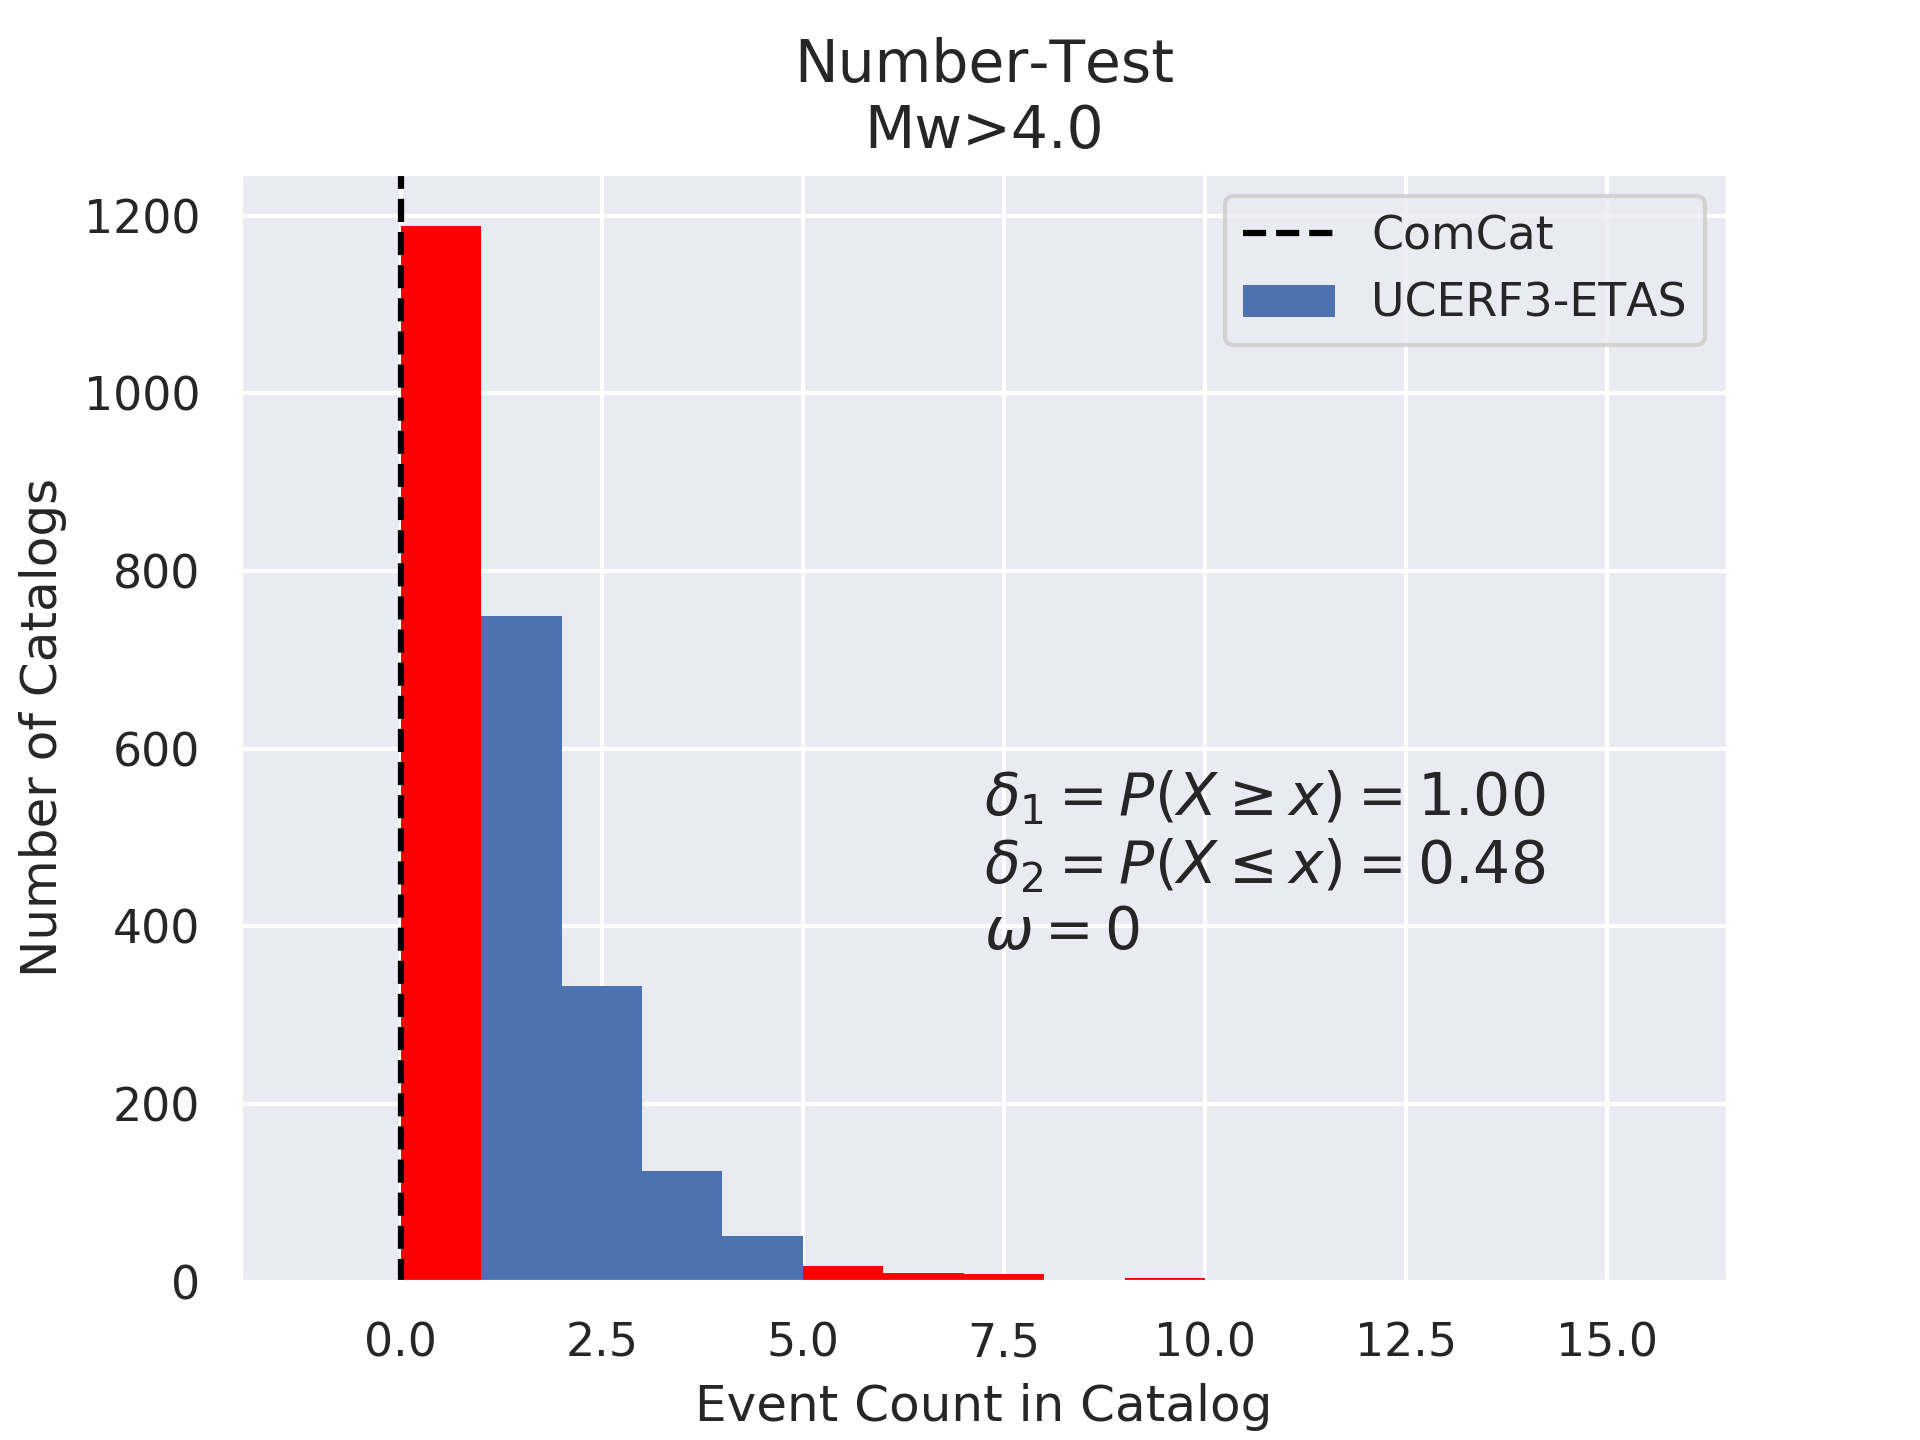 Number-Test
Mw>4.0
1200
1000
800
600
400
200
0
Number of Catalogs
ComCat
UCERF3-ETAS
δ₁ = P(X ≥ x) = 1.00
δ₂ = P(X ≤ x) = 0.48
ω = 0
0.0 2.5 5.0 7.5 10.0 12.5 15.0
Event Count in Catalog